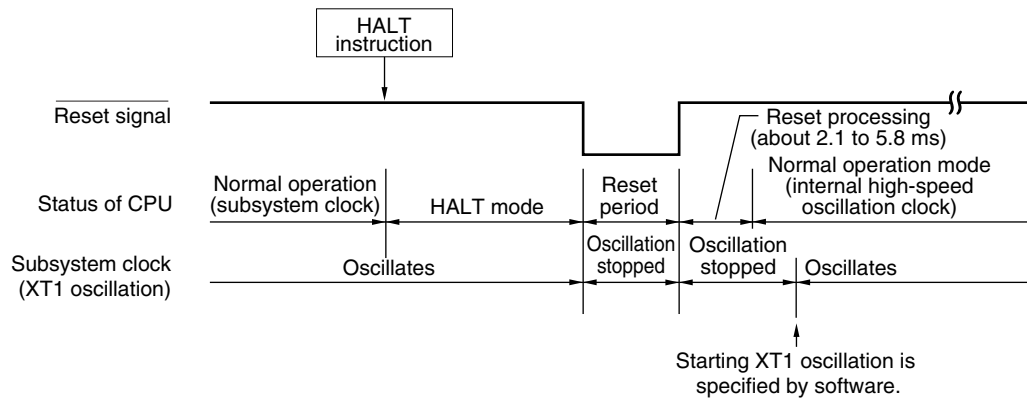 HALT
instruction
Reset signal
Reset processing
(about 2.1 to 5.8 ms)
Status of CPU
Normal operation
(subsystem clock)
HALT mode
Reset
period
Normal operation mode
(internal high-speed
oscillation clock)
Subsystem clock
(XT1 oscillation)
Oscillates
Oscillation
stopped
Oscillation
stopped
Oscillates
Starting XT1 oscillation is
specified by software.